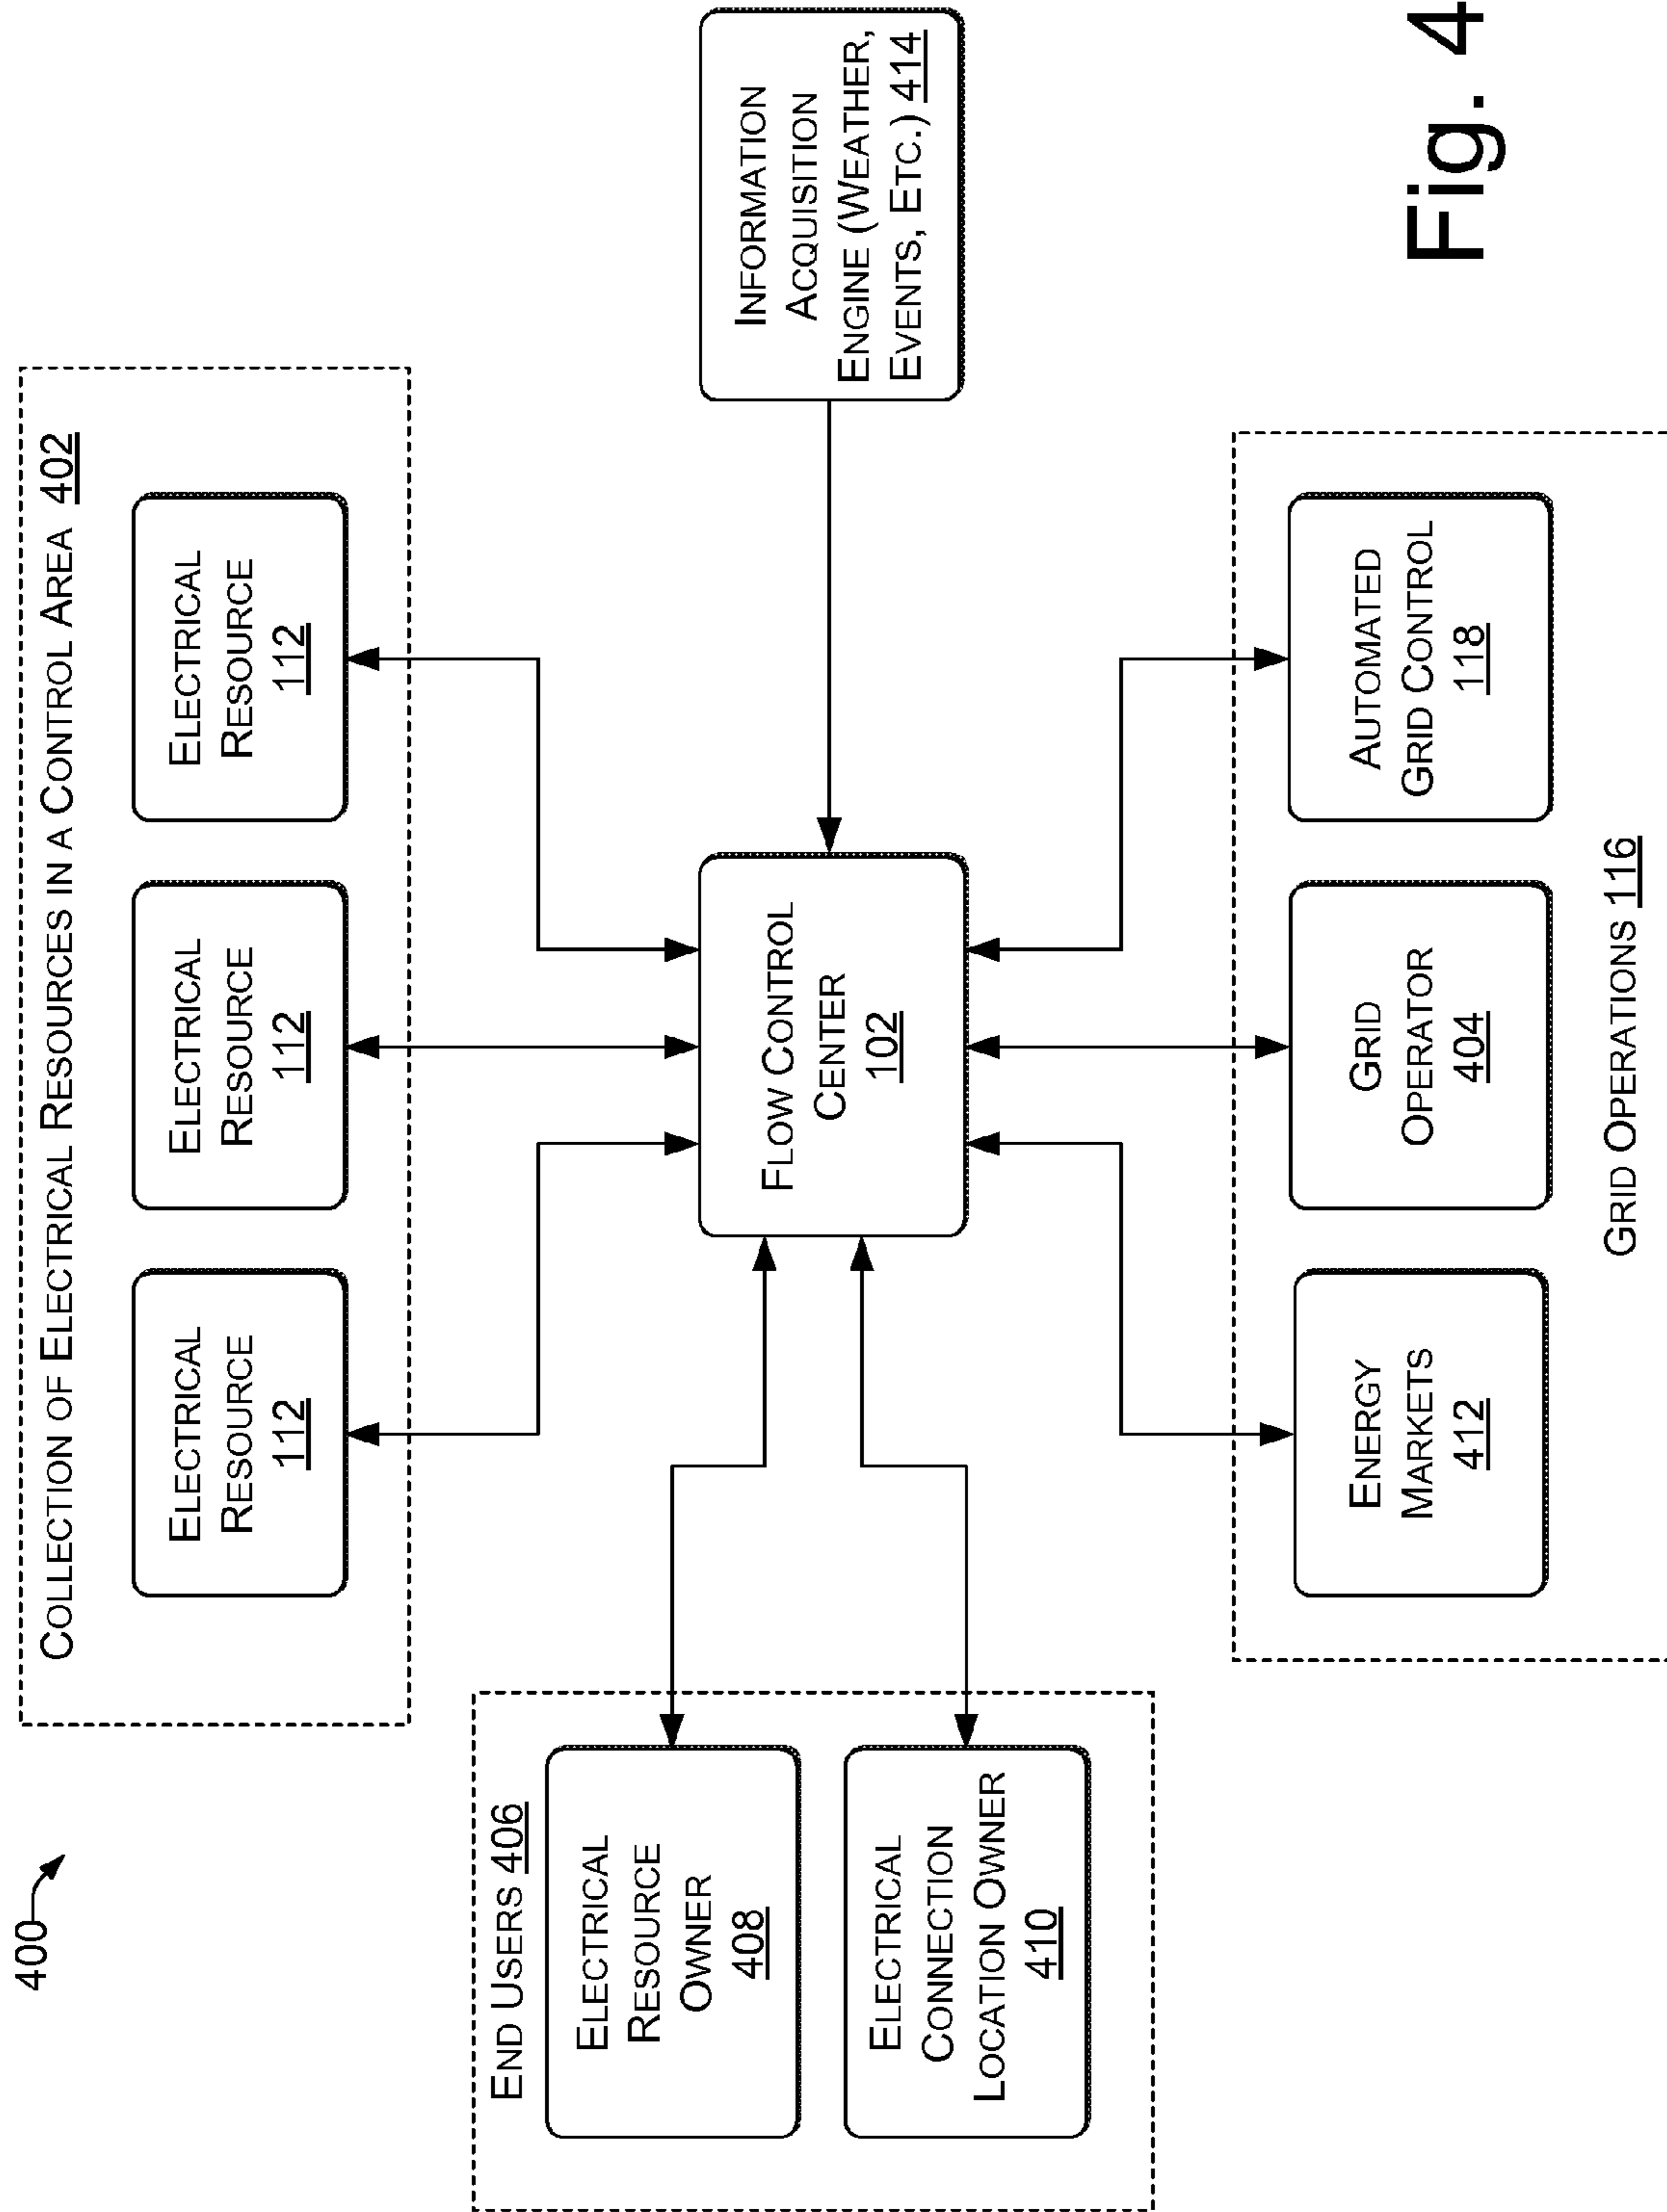 400
COLLECTION OF ELECTRICAL RESOURCES IN A CONTROL AREA 402
ELECTRICAL
RESOURCE
112
ELECTRICAL
RESOURCE
112
ELECTRICAL
RESOURCE
112
END USERS 406
ELECTRICAL
RESOURCE
OWNER
408
ELECTRICAL
CONNECTION
LOCATION OWNER
410
FLOW CONTROL
CENTER
102
INFORMATION
ACQUISITION
ENGINE (WEATHER,
EVENTS, ETC.) 414
ENERGY
MARKETS
412
GRID
OPERATOR
404
AUTOMATED
GRID CONTROL
118
GRID OPERATIONS 116
Fig. 4